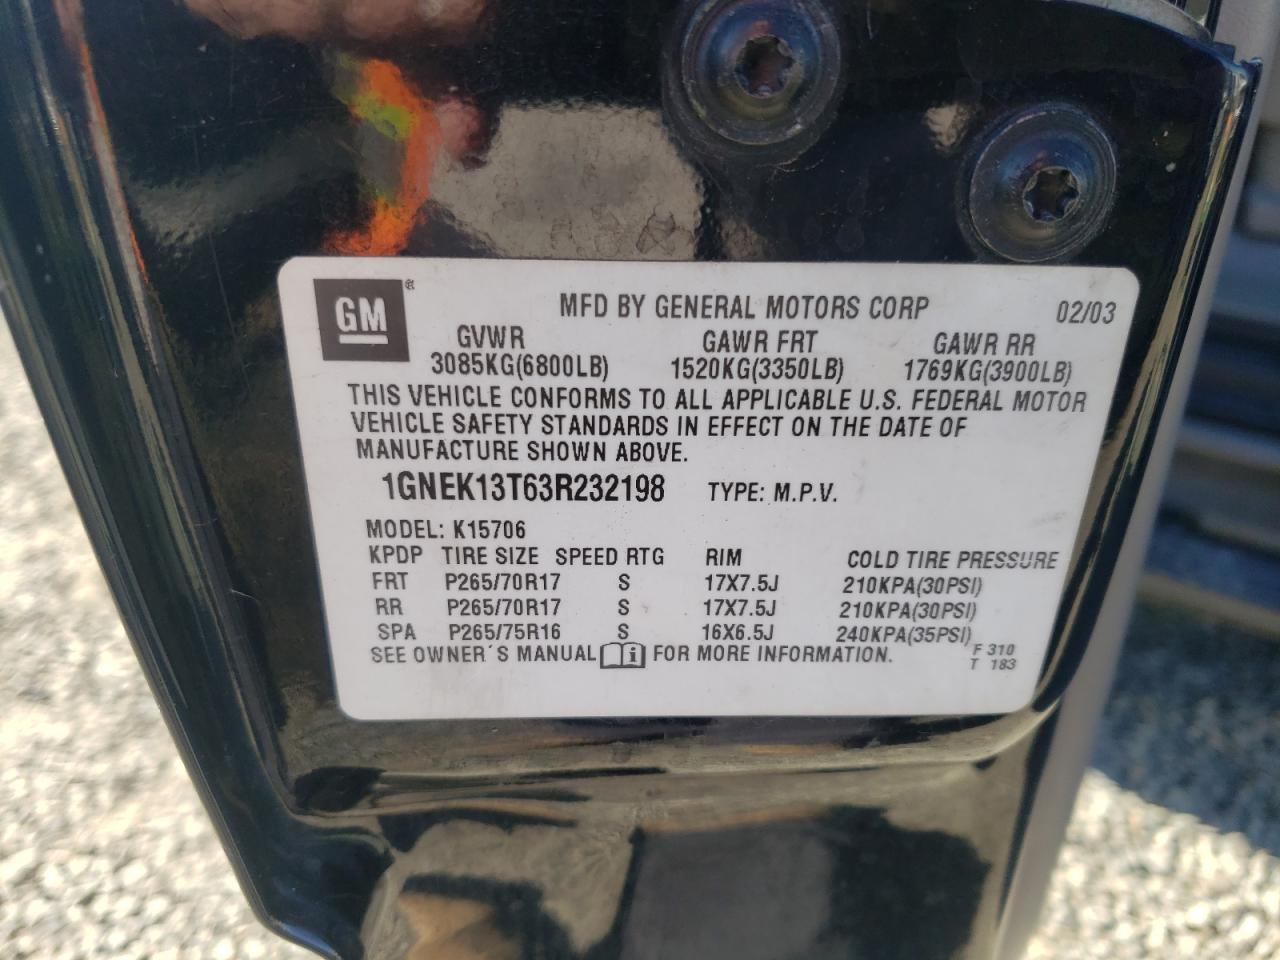 GM®
MFD BY GENERAL MOTORS CORP 02/03
GVWR GAWR FRT GAWR RR
3085KG(6800LB) 1520KG(3350LB) 1769KG(3900LB)
THIS VEHICLE CONFORMS TO ALL APPLICABLE U.S. FEDERAL MOTOR
VEHICLE SAFETY STANDARDS IN EFFECT ON THE DATE OF
MANUFACTURE SHOWN ABOVE.
1GNEK13T63R232198 TYPE: M.P.V.
MODEL: K15706
KPDP TIRE SIZE SPEED RTG RIM COLD TIRE PRESSURE
FRT P265/70R17 S 17X7.5J 210KPA(30PSI)
RR P265/70R17 S 17X7.5J 210KPA(30PSI)
SPA P265/75R16 S 16X6.5J 240KPA(35PSI)
SEE OWNER´S MANUAL i FOR MORE INFORMATION. F 310
T 183